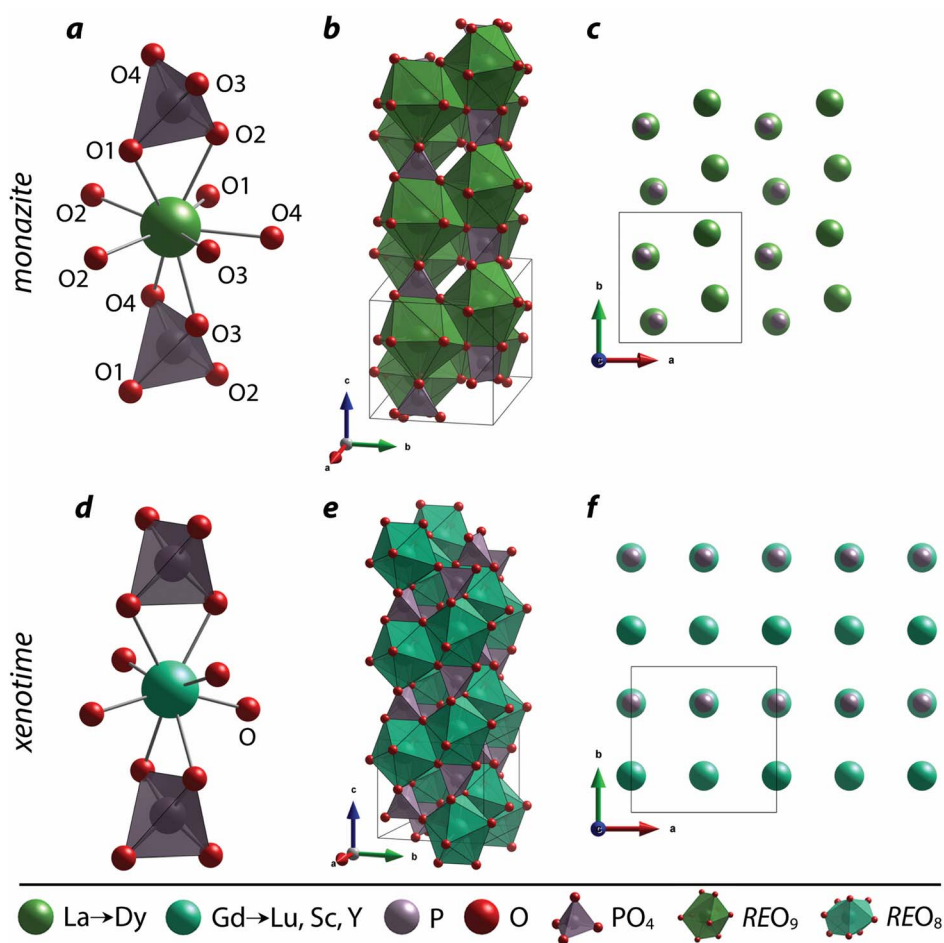 a
b
c
monazite
O4
O3
O1
O2
O2
O1
O4
O2
O3
O4
O3
O1
O2
c
b
a
b
c
a
d
e
f
xenotime
O
c
b
a
b
c
a
La→Dy
Gd→Lu, Sc, Y
P
O
PO₄
REO₉
REO₈